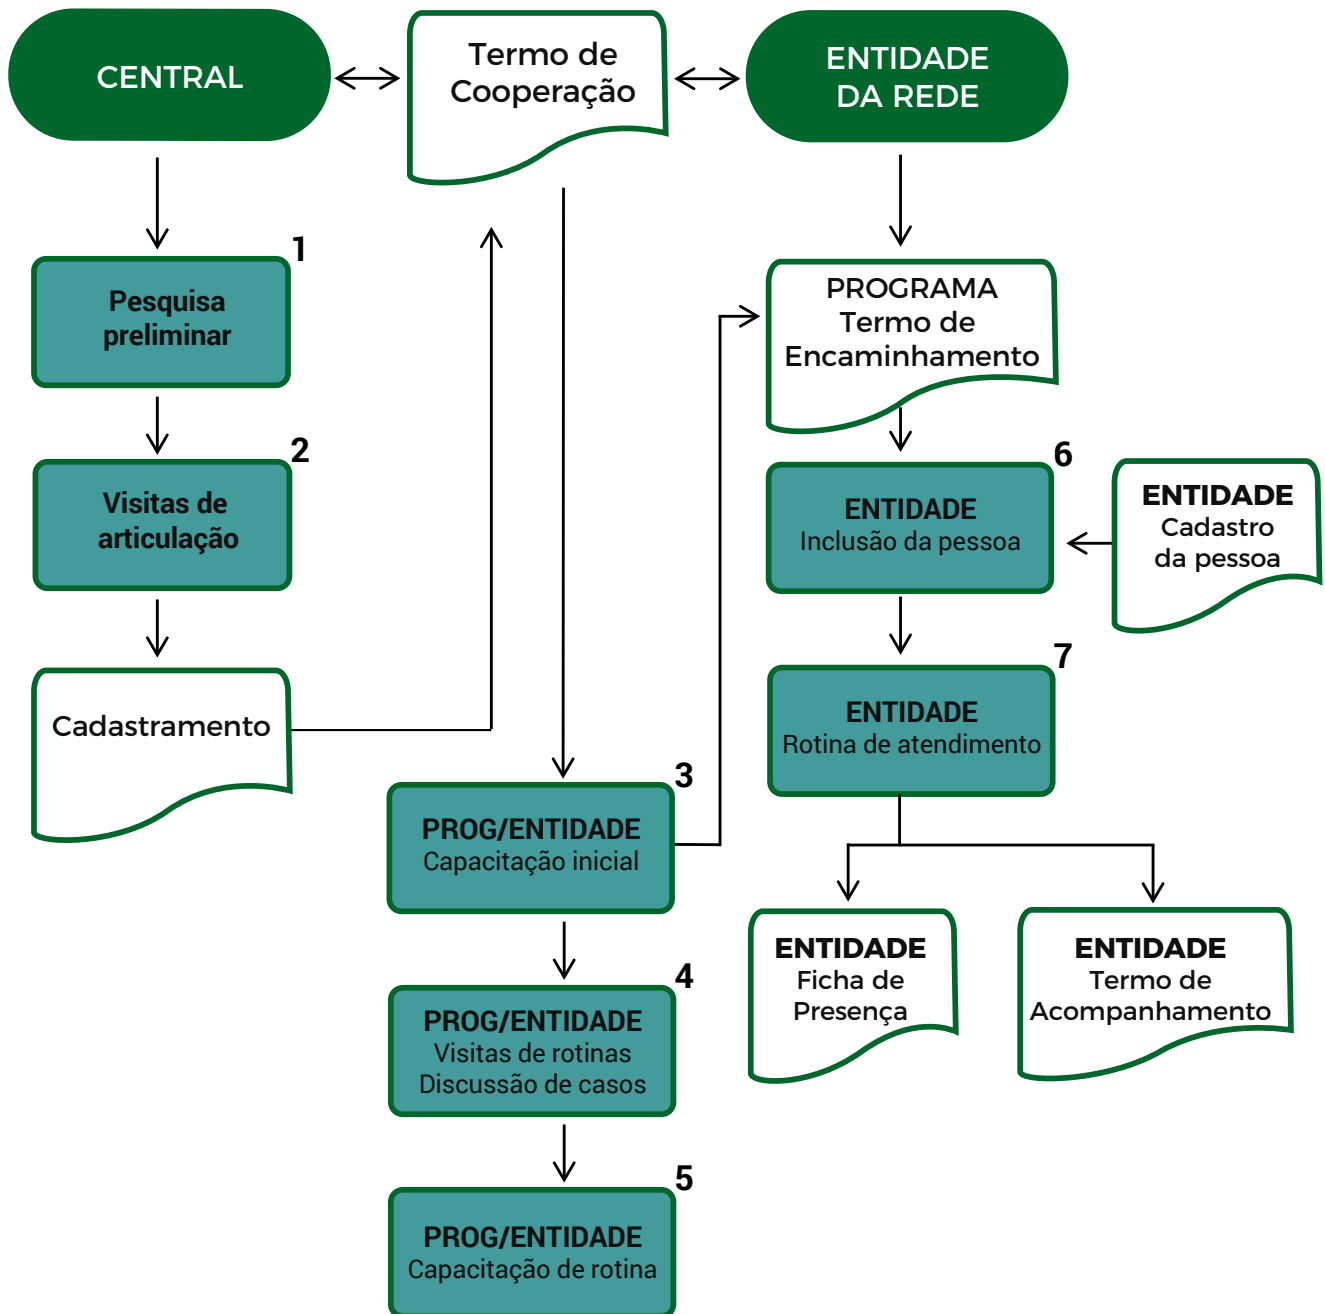 CENTRAL
Termo de
Cooperação
ENTIDADE
DA REDE
1
Pesquisa
preliminar
2
Visitas de
articulação
Cadastramento
3
PROG/ENTIDADE
Capacitação inicial
4
PROG/ENTIDADE
Visitas de rotinas
Discussão de casos
5
PROG/ENTIDADE
Capacitação de rotina
PROGRAMA
Termo de
Encaminhamento
6
ENTIDADE
Inclusão da pessoa
ENTIDADE
Cadastro
da pessoa
7
ENTIDADE
Rotina de atendimento
ENTIDADE
Ficha de
Presença
ENTIDADE
Termo de
Acompanhamento